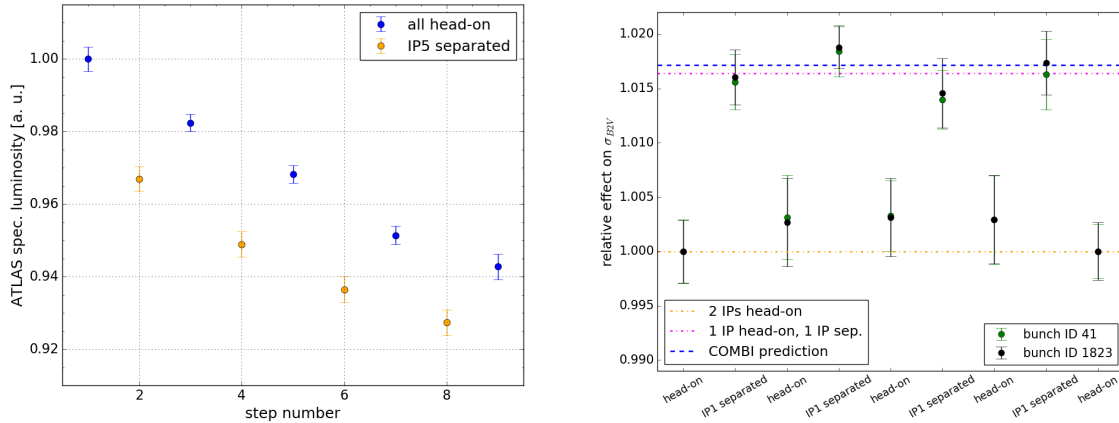 ATLAS spec. luminosity [a. u.]
1.00
0.98
0.96
0.94
0.92
2
4
6
8
step number
all head-on
IP5 separated
relative effect on σ_B2V
1.020
1.015
1.010
1.005
1.000
0.995
0.990
head-on
IP1 separated
head-on
IP1 separated
head-on
IP1 separated
head-on
IP1 separated
head-on
2 IPs head-on
1 IP head-on, 1 IP sep.
COMBI prediction
bunch ID 41
bunch ID 1823